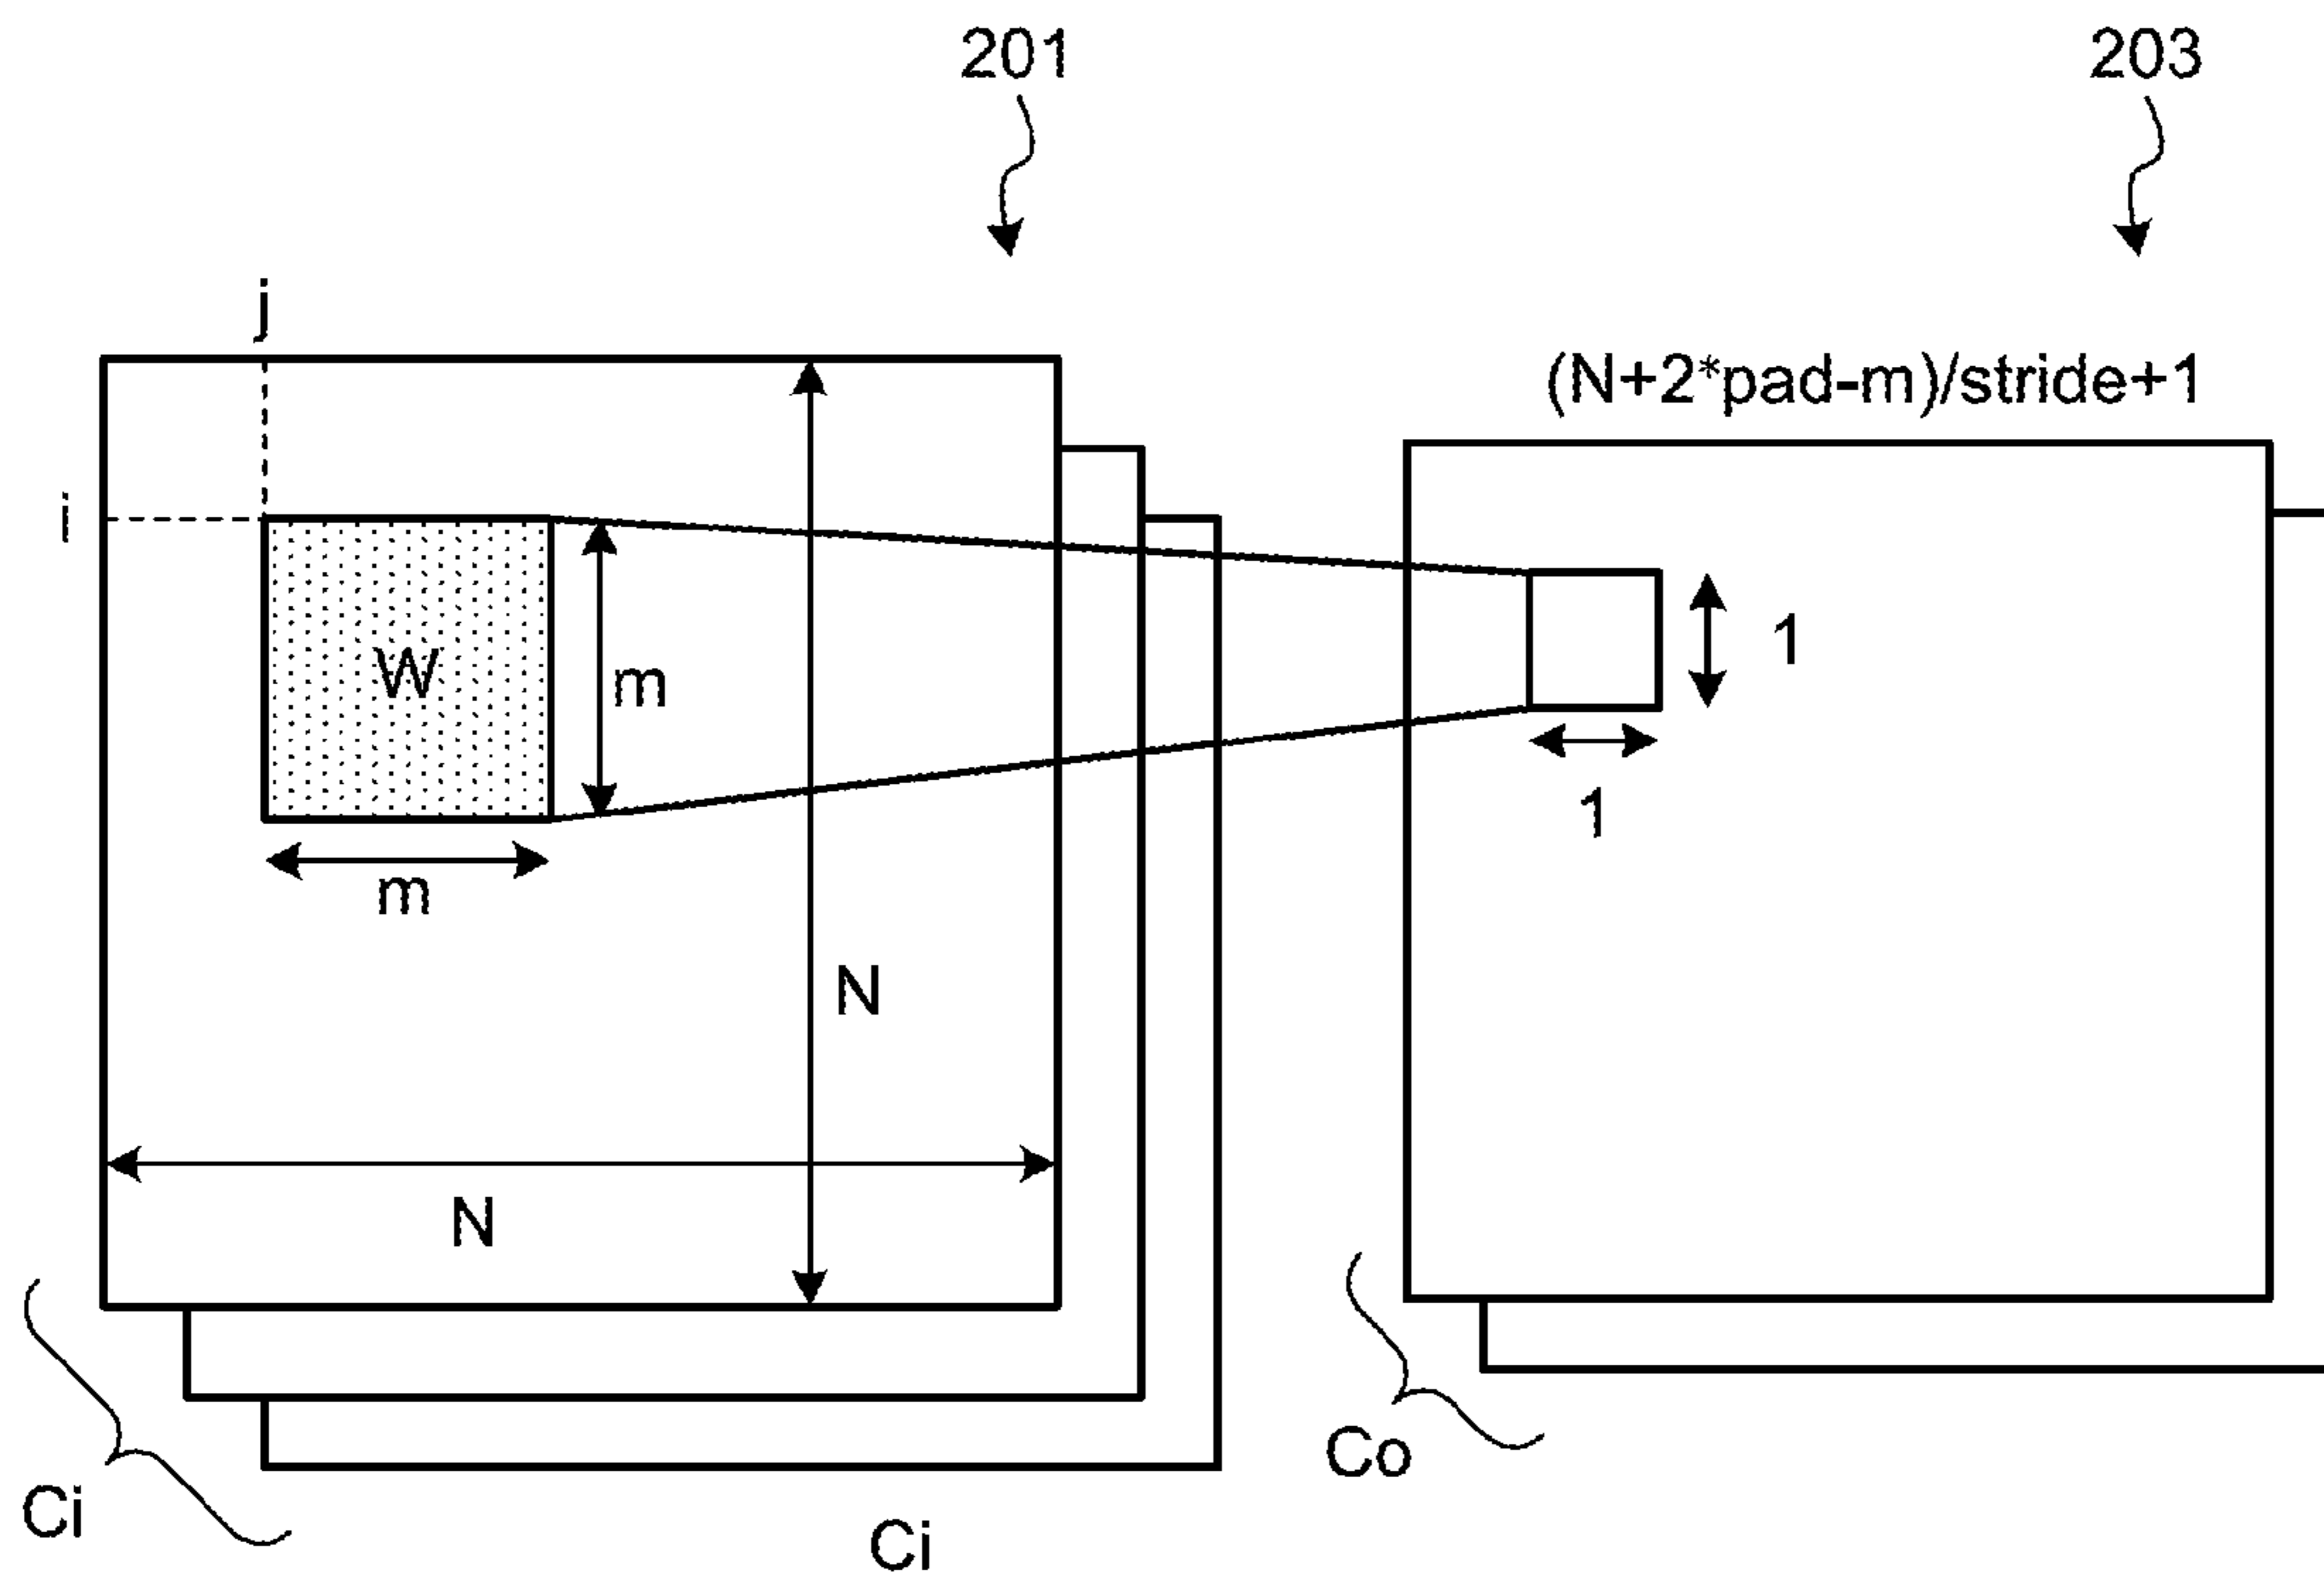 201
203
j
(N+2*pad-m)/stride+1
i
W
m
1
1
m
N
N
Co
Ci
Ci